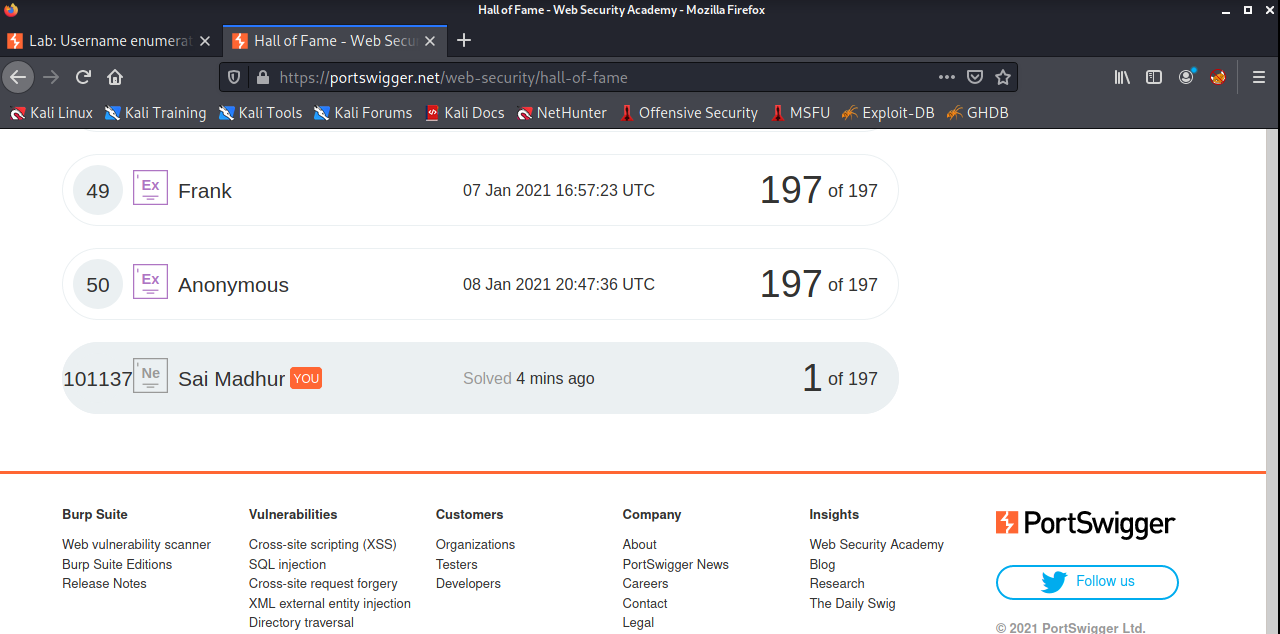 Hall of Fame - Web Security Academy - Mozilla Firefox
Lab: Username enumerat
Hall of Fame - Web Secu
https://portswigger.net/web-security/hall-of-fame
Kali Linux Kali Training Kali Tools Kali Forums Kali Docs NetHunter Offensive Security MSFU Exploit-DB GHDB
49 Ex Frank 07 Jan 2021 16:57:23 UTC 197 of 197
50 Ex Anonymous 08 Jan 2021 20:47:36 UTC 197 of 197
101137 Ne Sai Madhur YOU Solved 4 mins ago 1 of 197
Burp Suite
Web vulnerability scanner
Burp Suite Editions
Release Notes
Vulnerabilities
Cross-site scripting (XSS)
SQL injection
Cross-site request forgery
XML external entity injection
Directory traversal
Customers
Organizations
Testers
Developers
Company
About
PortSwigger News
Careers
Contact
Legal
Insights
Web Security Academy
Blog
Research
The Daily Swig
PortSwigger
Follow us
© 2021 PortSwigger Ltd.